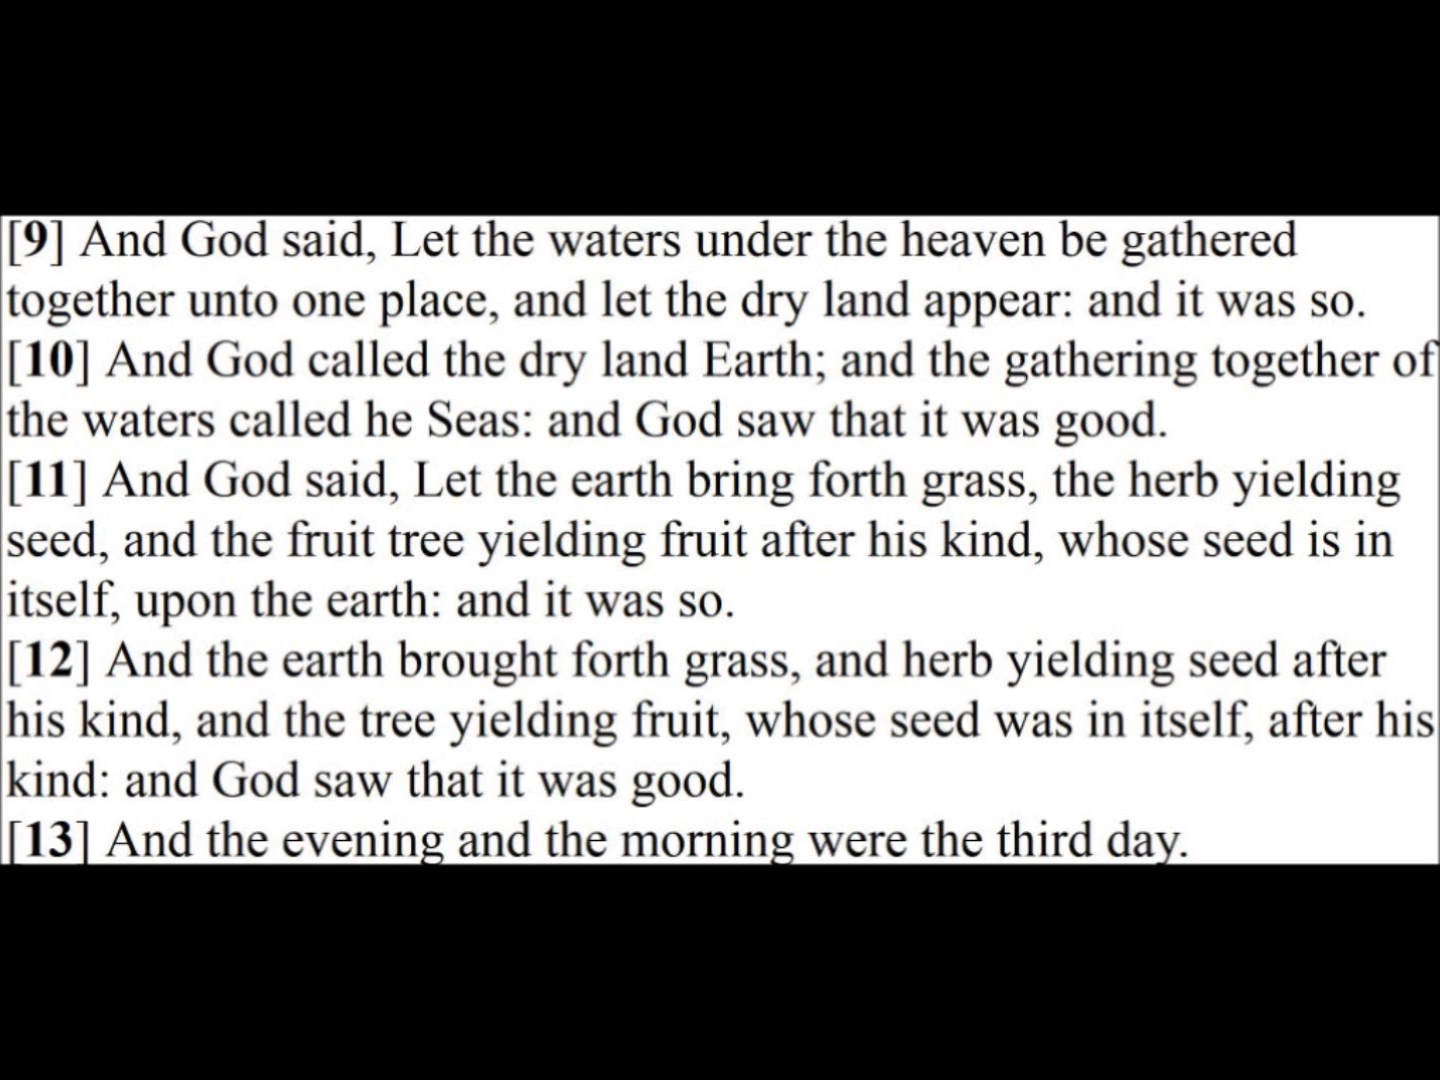 [9] And God said, Let the waters under the heaven be gathered
together unto one place, and let the dry land appear: and it was so.
[10] And God called the dry land Earth; and the gathering together of
the waters called he Seas: and God saw that it was good.
[11] And God said, Let the earth bring forth grass, the herb yielding
seed, and the fruit tree yielding fruit after his kind, whose seed is in
itself, upon the earth: and it was so.
[12] And the earth brought forth grass, and herb yielding seed after
his kind, and the tree yielding fruit, whose seed was in itself, after his
kind: and God saw that it was good.
[13] And the evening and the morning were the third day.